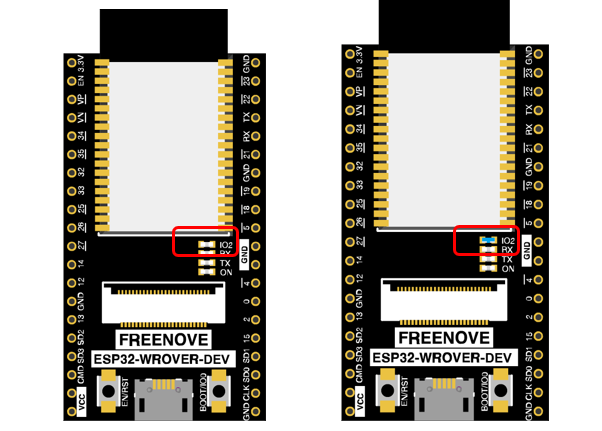 3.3V
EN
VP
VN
34
35
32
33
25
26
27
14
12
GND
13
SD2
SD3
CMD
VCC
GND
23
22
TX
RX
21
GND
19
18
5
GND
4
0
2
15
SD1
SD0
CLK
GND
IO2
RX
TX
ON
FREENOVE
ESP32-WROVER-DEV
EN/RST
BOOT/IO0
3.3V
EN
VP
VN
34
35
32
33
25
26
27
14
12
GND
13
SD2
SD3
CMD
VCC
GND
23
22
TX
RX
21
GND
19
18
5
GND
4
0
2
15
SD1
SD0
CLK
GND
IO2
RX
TX
ON
FREENOVE
ESP32-WROVER-DEV
EN/RST
BOOT/IO0